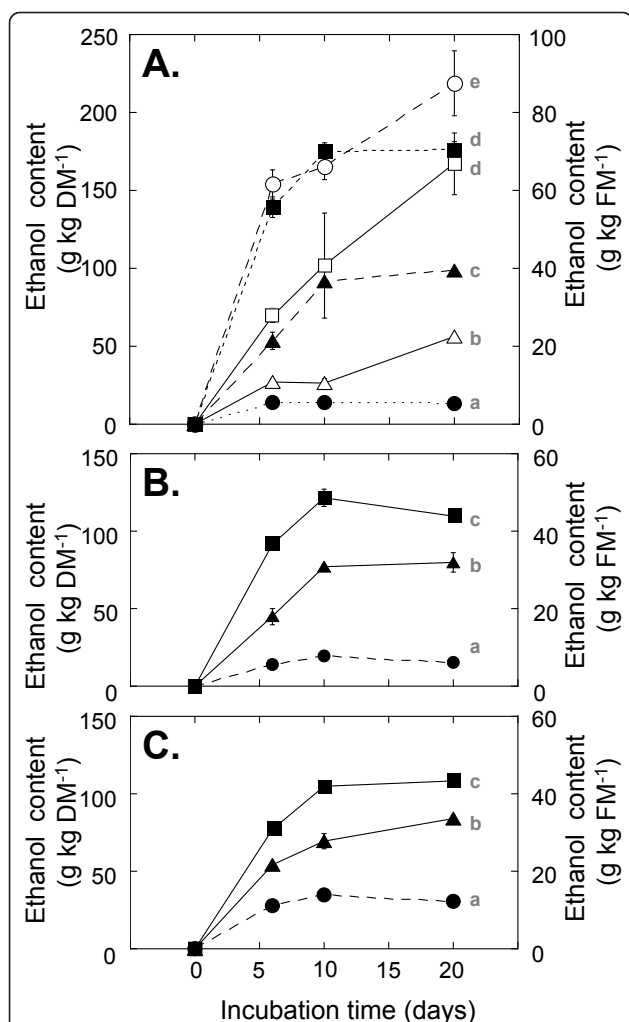 A.
Ethanol content
(g kg DM-1)
250
200
150
100
50
0
e
d
d
c
b
a
100
80
60
40
20
0
Ethanol content
(g kg FM-1)
B.
Ethanol content
(g kg DM-1)
150
100
50
0
c
b
a
60
40
20
0
Ethanol content
(g kg FM-1)
C.
Ethanol content
(g kg DM-1)
150
100
50
0
c
b
a
60
40
20
0
Ethanol content
(g kg FM-1)
0 5 10 20
Incubation time (days)